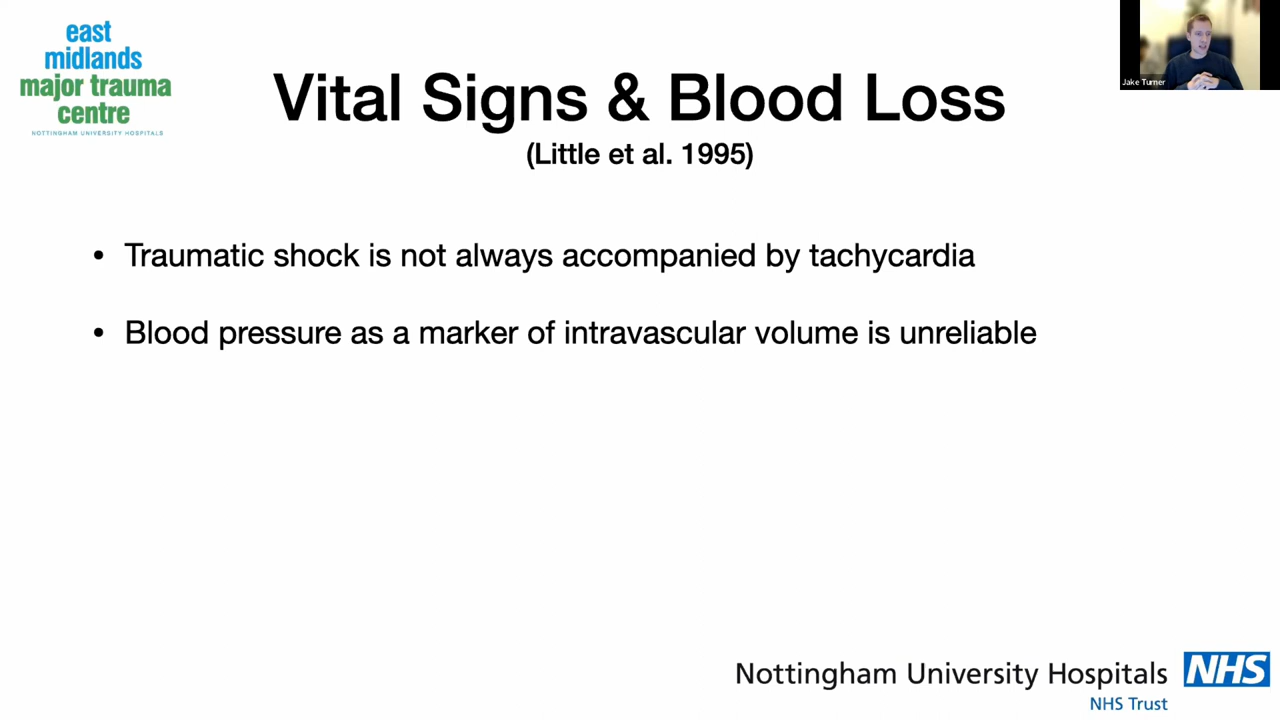 east
midlands
major trauma
centre
NOTTINGHAM UNIVERSITY HOSPITALS
Jake Turner
Vital Signs & Blood Loss
(Little et al. 1995)
• Traumatic shock is not always accompanied by tachycardia
• Blood pressure as a marker of intravascular volume is unreliable
Nottingham University Hospitals NHS
NHS Trust